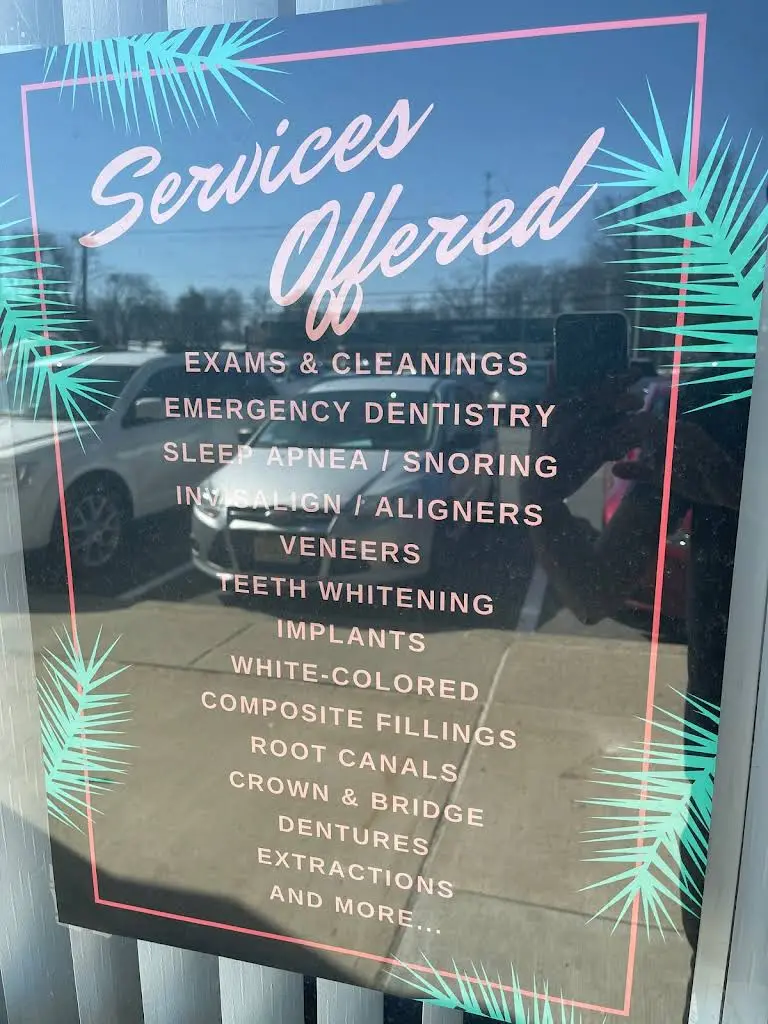 Services
Offered
EXAMS & CLEANINGS
EMERGENCY DENTISTRY
SLEEP APNEA / SNORING
INVISALIGN / ALIGNERS
VENEERS
TEETH WHITENING
IMPLANTS
WHITE-COLORED
COMPOSITE FILLINGS
ROOT CANALS
CROWN & BRIDGE
DENTURES
EXTRACTIONS
AND MORE...